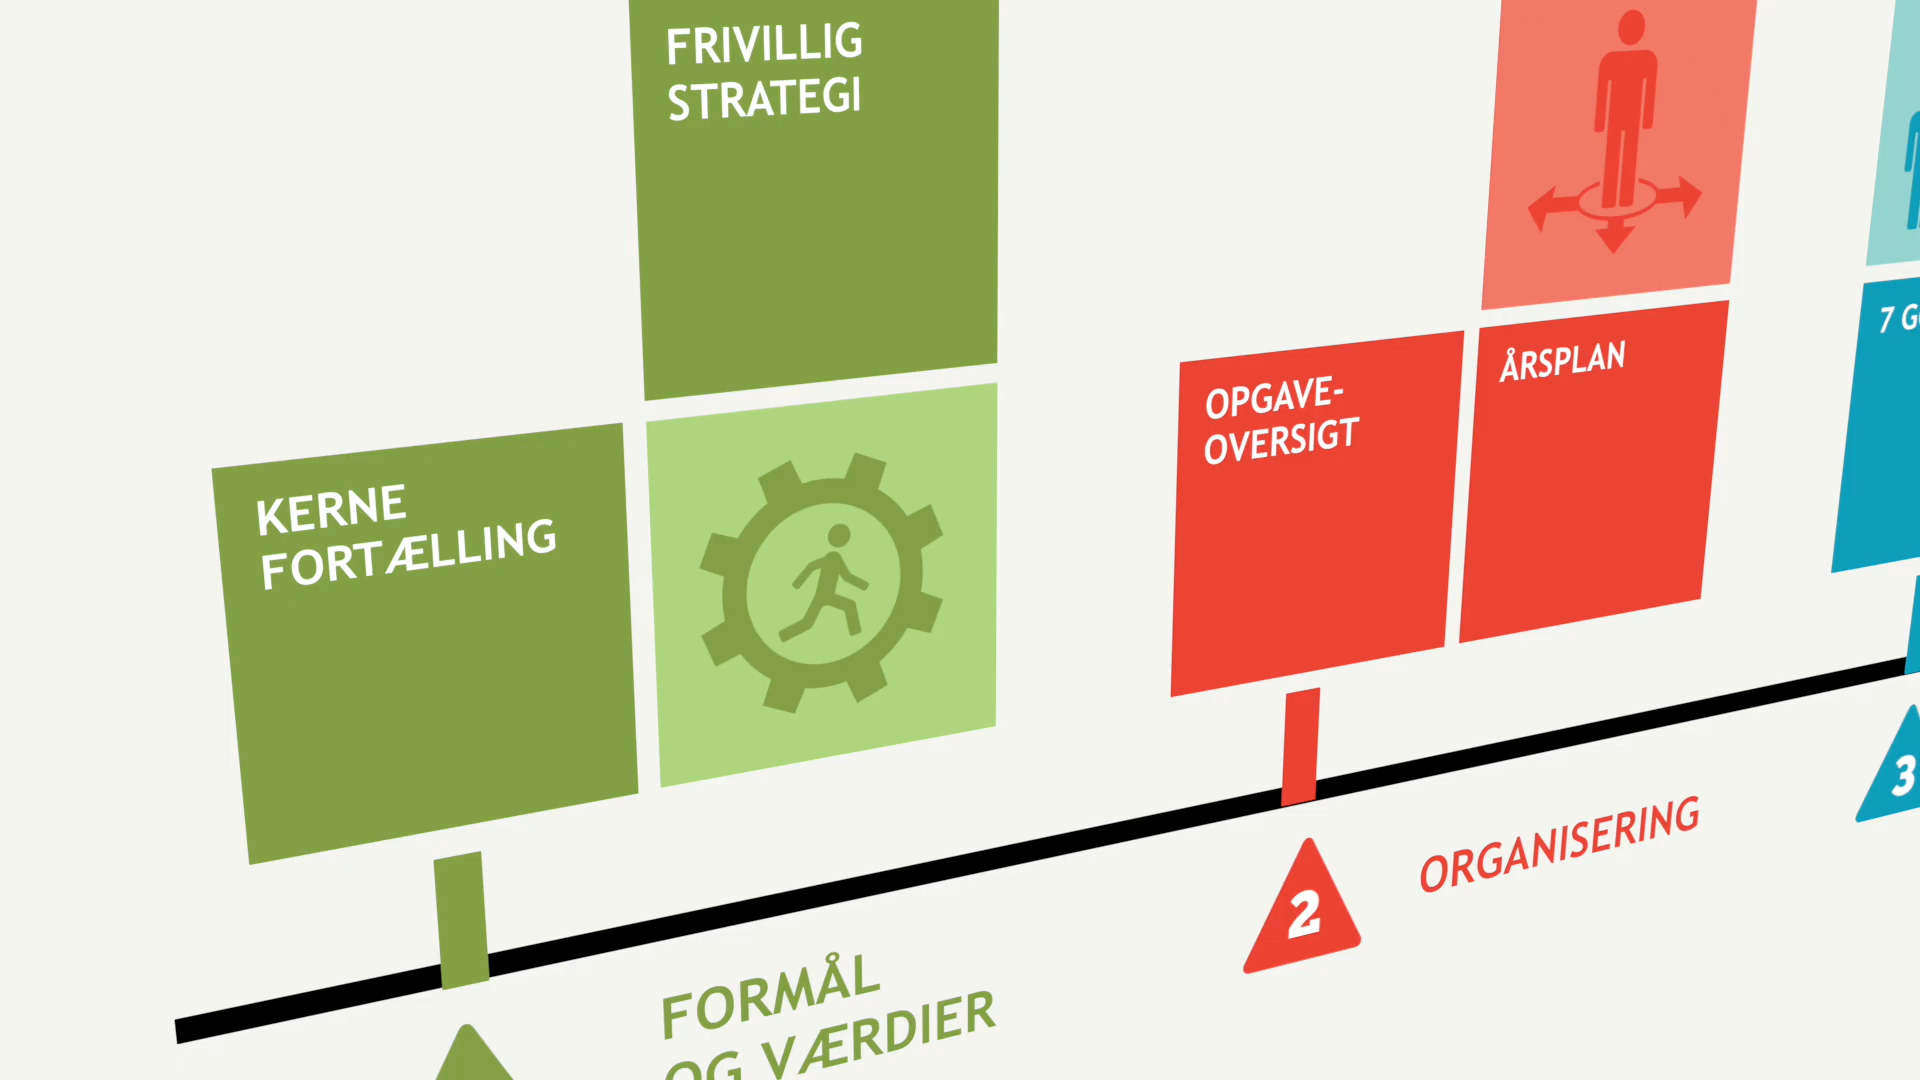 FRIVILLIG
STRATEGI
KERNE
FORTÆLLING
FORMÅL
OG VÆRDIER
OPGAVE-
OVERSIGT
ÅRSPLAN
2
ORGANISERING
7
3